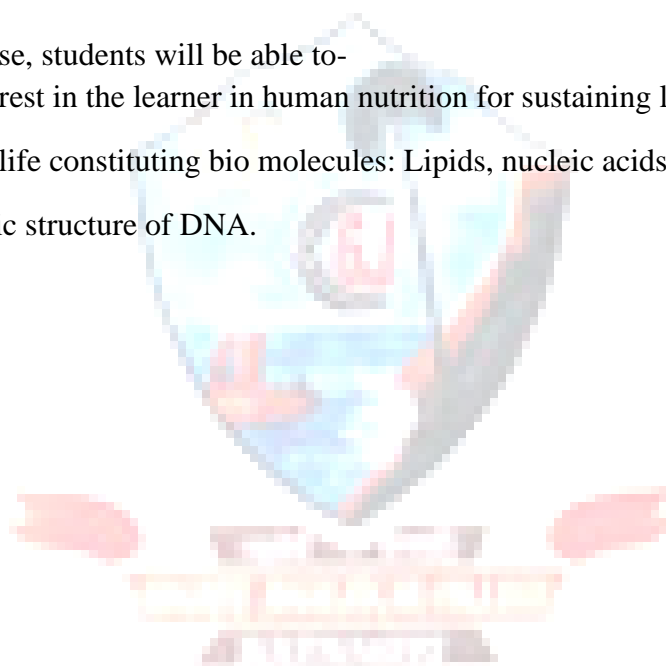 se, students will be able to-
rest in the learner in human nutrition for sustaining l
life constituting bio molecules: Lipids, nucleic acids
ic structure of DNA.